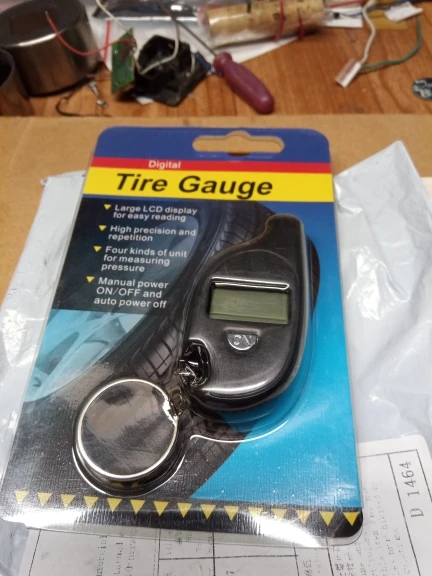 Digital
Tire Gauge
Large LCD display
for easy reading
High precision and
repetition
Four kinds of unit
for measuring
pressure
Manual power
ON/OFF and
auto power off
ON
D 1464